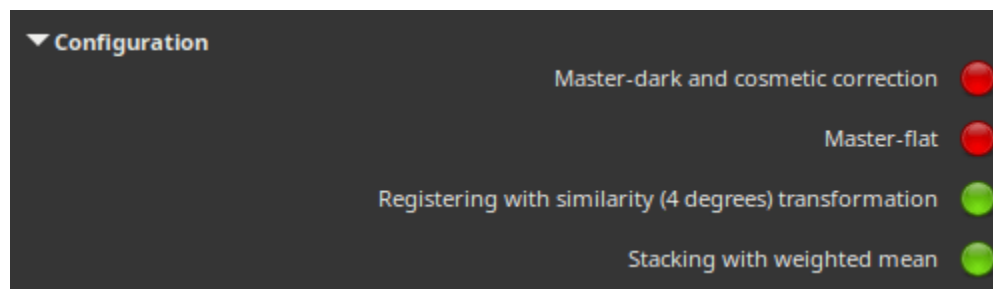 Configuration
Master-dark and cosmetic correction
Master-flat
Registering with similarity (4 degrees) transformation
Stacking with weighted mean